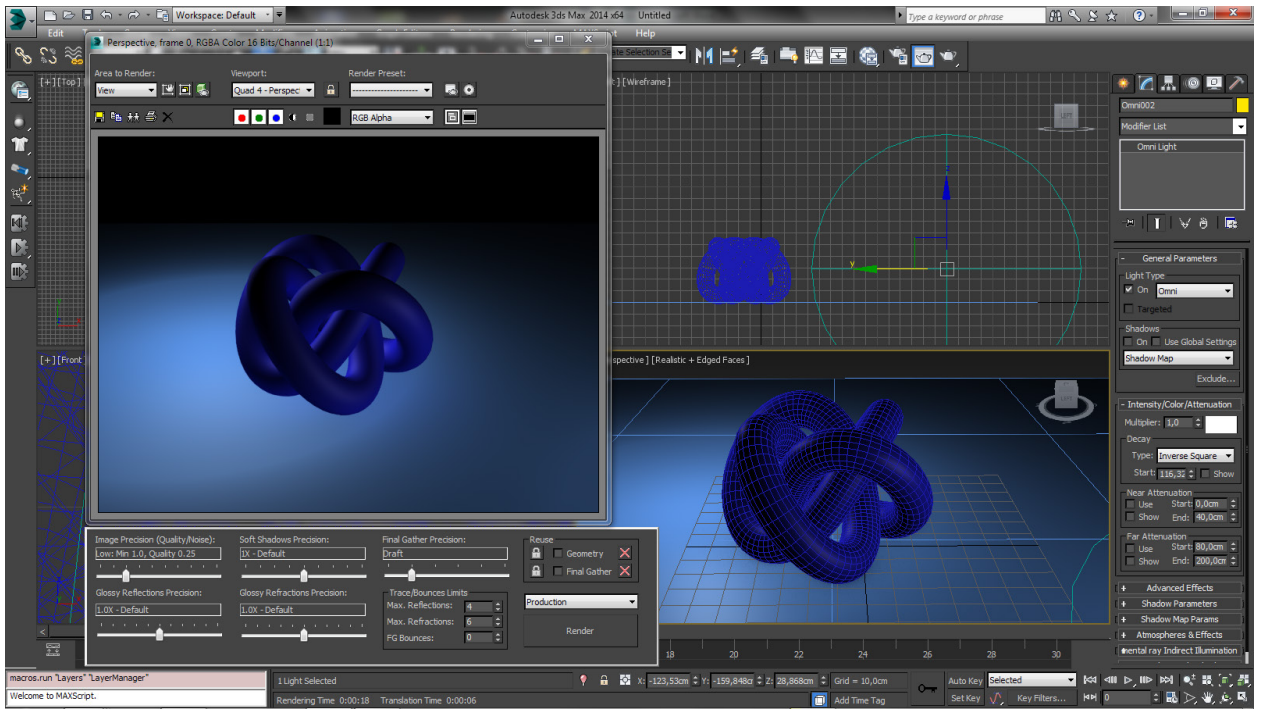 Workspace: Default
Autodesk 3ds Max 2014 x64 Untitled
Type a keyword or phrase
Edit
Help
Perspective, frame 0, RGBA Color 16 Bits/Channel (1:1)
Area to Render:
Viewport:
Render Preset:
View
Quad 4 - Perspec
RGB Alpha
[+][Top]
[Wireframe]
LEFT
[+][Front
spective ] [Realistic + Edged Faces ]
Omni002
Modifier List
Omni Light
General Parameters
Light Type
On
Omni
Targeted
Shadows
On
Use Global Settings
Shadow Map
Exclude...
Intensity/Color/Attenuation
Multiplier: 1,0
Decay
Type: Inverse Square
Start: 116,32
Show
Near Attenuation
Use
Start: 0,0cm
Show
End: 40,0cm
Far Attenuation
Use
Start: 80,0cm
Show
End: 200,0cm
+ Advanced Effects
+ Shadow Parameters
+ Shadow Map Params
+ Atmospheres & Effects
mental ray Indirect Illumination
Image Precision (Quality/Noise):
Low: Min 1.0, Quality 0.25
Soft Shadows Precision:
1X - Default
Final Gather Precision:
Draft
Reuse
Geometry
Final Gather
Glossy Reflections Precision:
1.0X - Default
Glossy Refractions Precision:
1.0X - Default
Trace/Bounces Limits
Max. Reflections: 4
Max. Refractions: 6
FG Bounces: 0
Production
Render
18 20 22 24 26 28 30
macros.run "Layers" "LayerManager"
Welcome to MAXScript.
1 Light Selected
Rendering Time 0:00:18 Translation Time 0:00:06
X: -123,53cm Y: -159,848cm Z: 28,868cm Grid = 10,0cm
Add Time Tag
Auto Key Selected
Set Key
Key Filters...
0